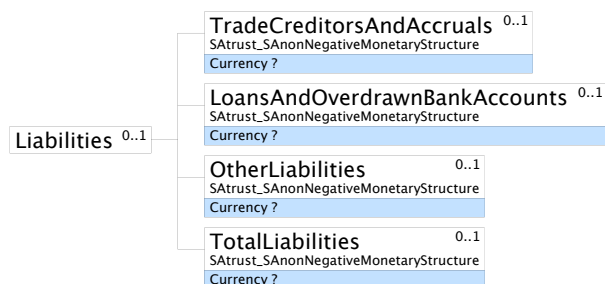 TradeCreditorsAndAccruals 0..1
SAtrust_SAnonNegativeMonetaryStructure
Currency ?
LoansAndOverdrawnBankAccounts 0..1
SAtrust_SAnonNegativeMonetaryStructure
Currency ?
Liabilities 0..1
OtherLiabilities 0..1
SAtrust_SAnonNegativeMonetaryStructure
Currency ?
TotalLiabilities 0..1
SAtrust_SAnonNegativeMonetaryStructure
Currency ?